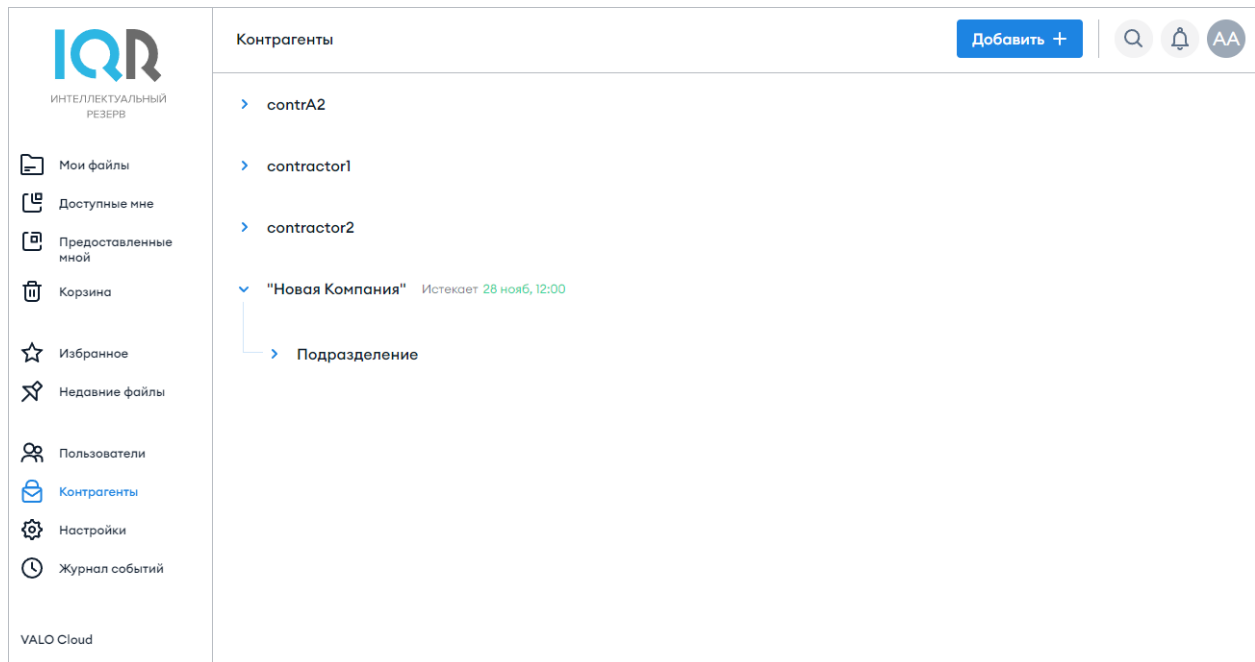 IQR
ИНТЕЛЛЕКТУАЛЬНЫЙ
РЕЗЕРВ
Мои файлы
Доступные мне
Предоставленные
мной
Корзина
Избранное
Недавние файлы
Пользователи
Контрагенты
Настройки
Журнал событий
VALO Cloud
Контрагенты
Добавить +
AA
contrA2
contractor1
contractor2
"Новая Компания" Истекает 28 нояб, 12:00
Подразделение